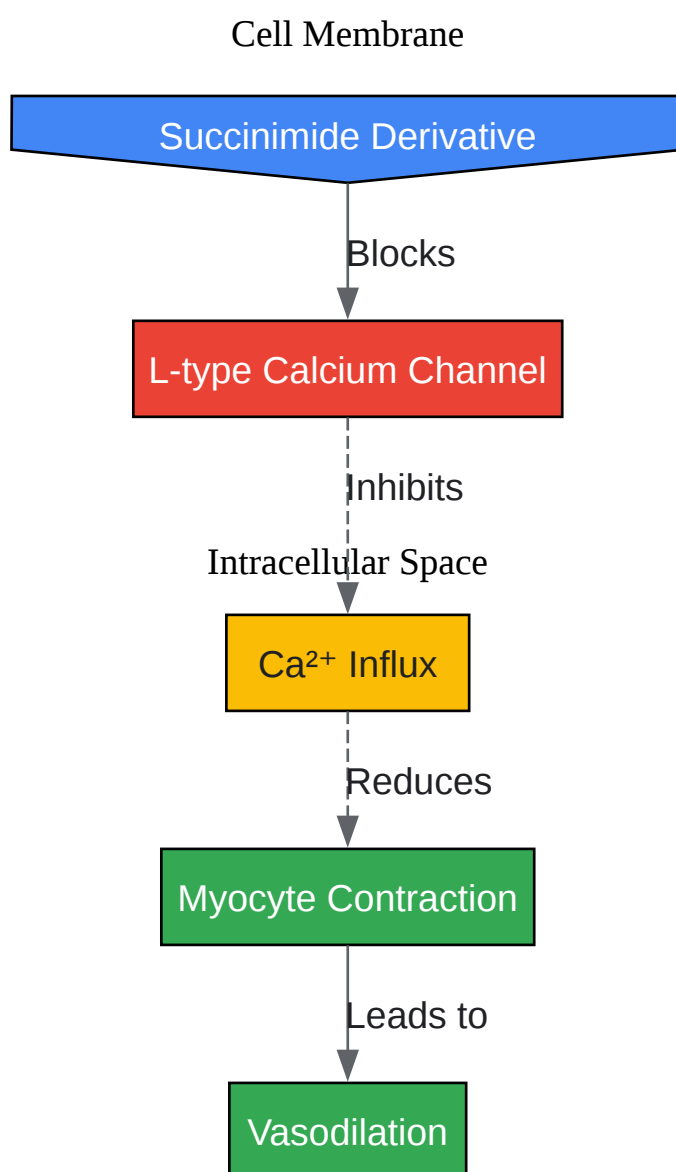 Cell Membrane
Succinimide Derivative
Blocks
L-type Calcium Channel
Inhibits
Intracellular Space
Ca²⁺ Influx
Reduces
Myocyte Contraction
Leads to
Vasodilation